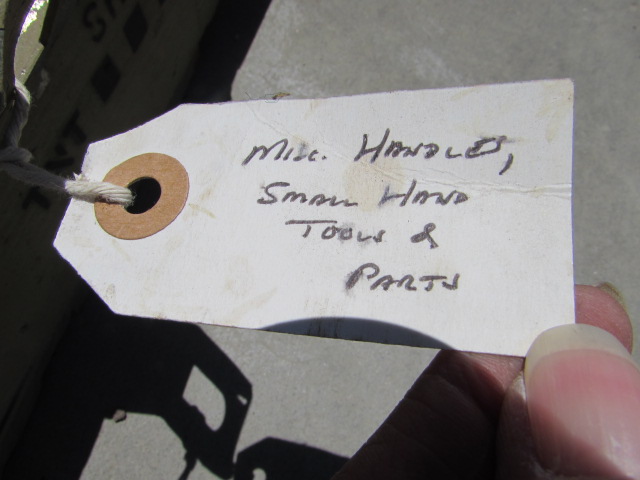 Misc. Handles,
Small Hand
Tools &
Parts